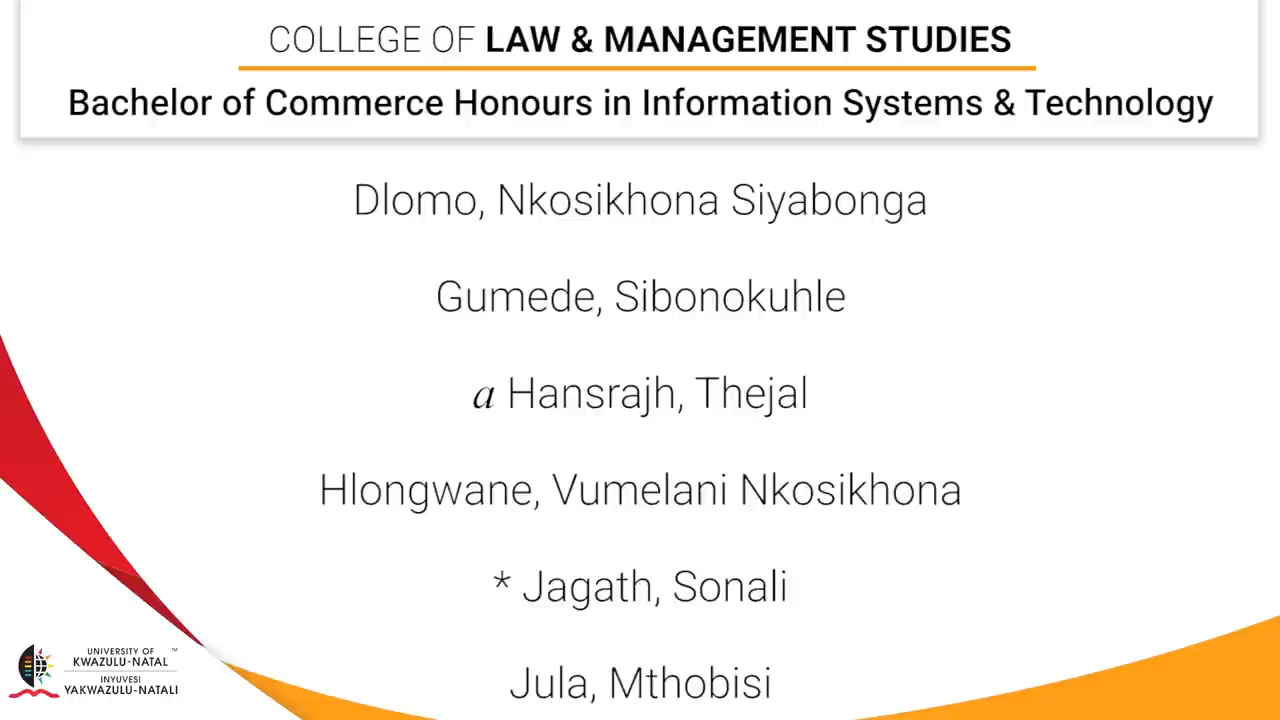 COLLEGE OF LAW & MANAGEMENT STUDIES
Bachelor of Commerce Honours in Information Systems & Technology
Dlomo, Nkosikhona Siyabonga
Gumede, Sibonokuhle
a Hansrajh, Thejal
Hlongwane, Vumelani Nkosikhona
* Jagath, Sonali
Jula, Mthobisi
UNIVERSITY OF ™
KWAZULU-NATAL
INYUVESI
YAKWAZULU-NATALI